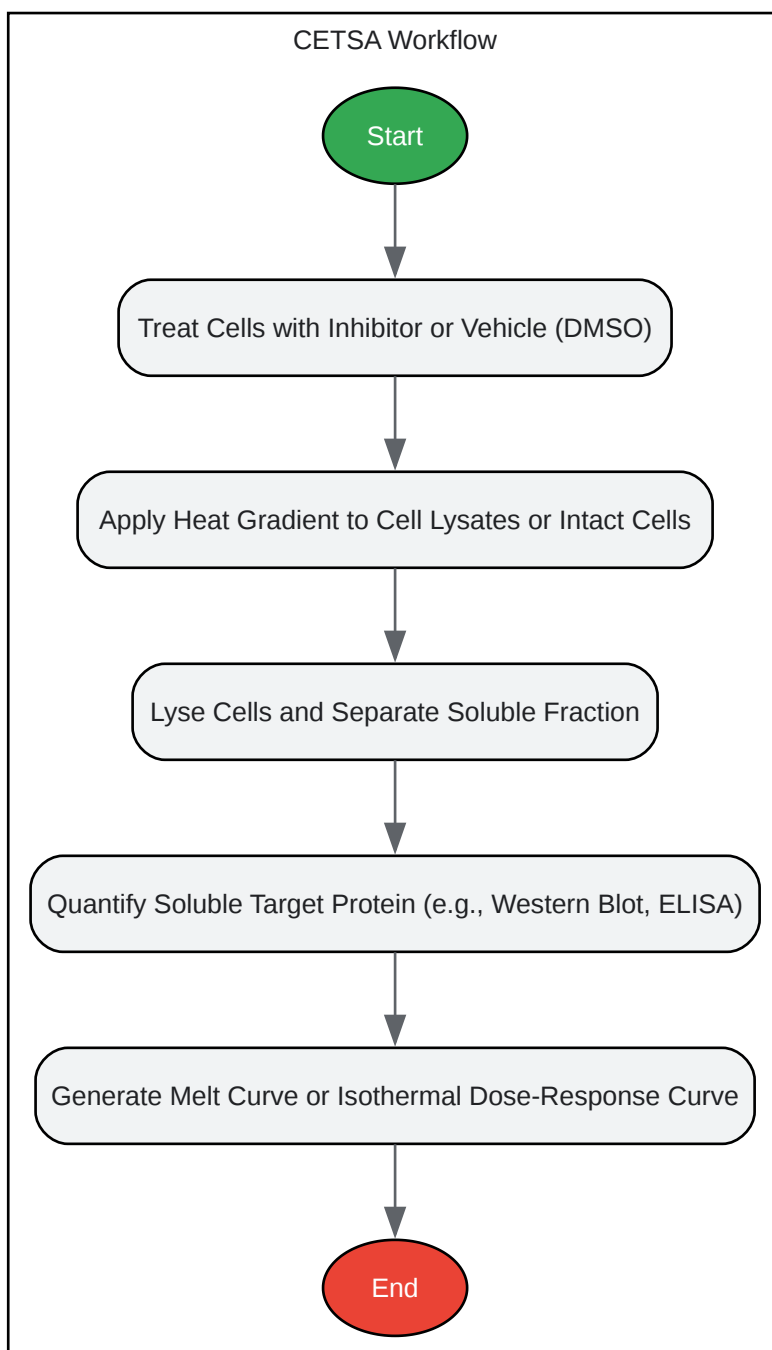 CETSA Workflow
Start
Treat Cells with Inhibitor or Vehicle (DMSO)
Apply Heat Gradient to Cell Lysates or Intact Cells
Lyse Cells and Separate Soluble Fraction
Quantify Soluble Target Protein (e.g., Western Blot, ELISA)
Generate Melt Curve or Isothermal Dose-Response Curve
End